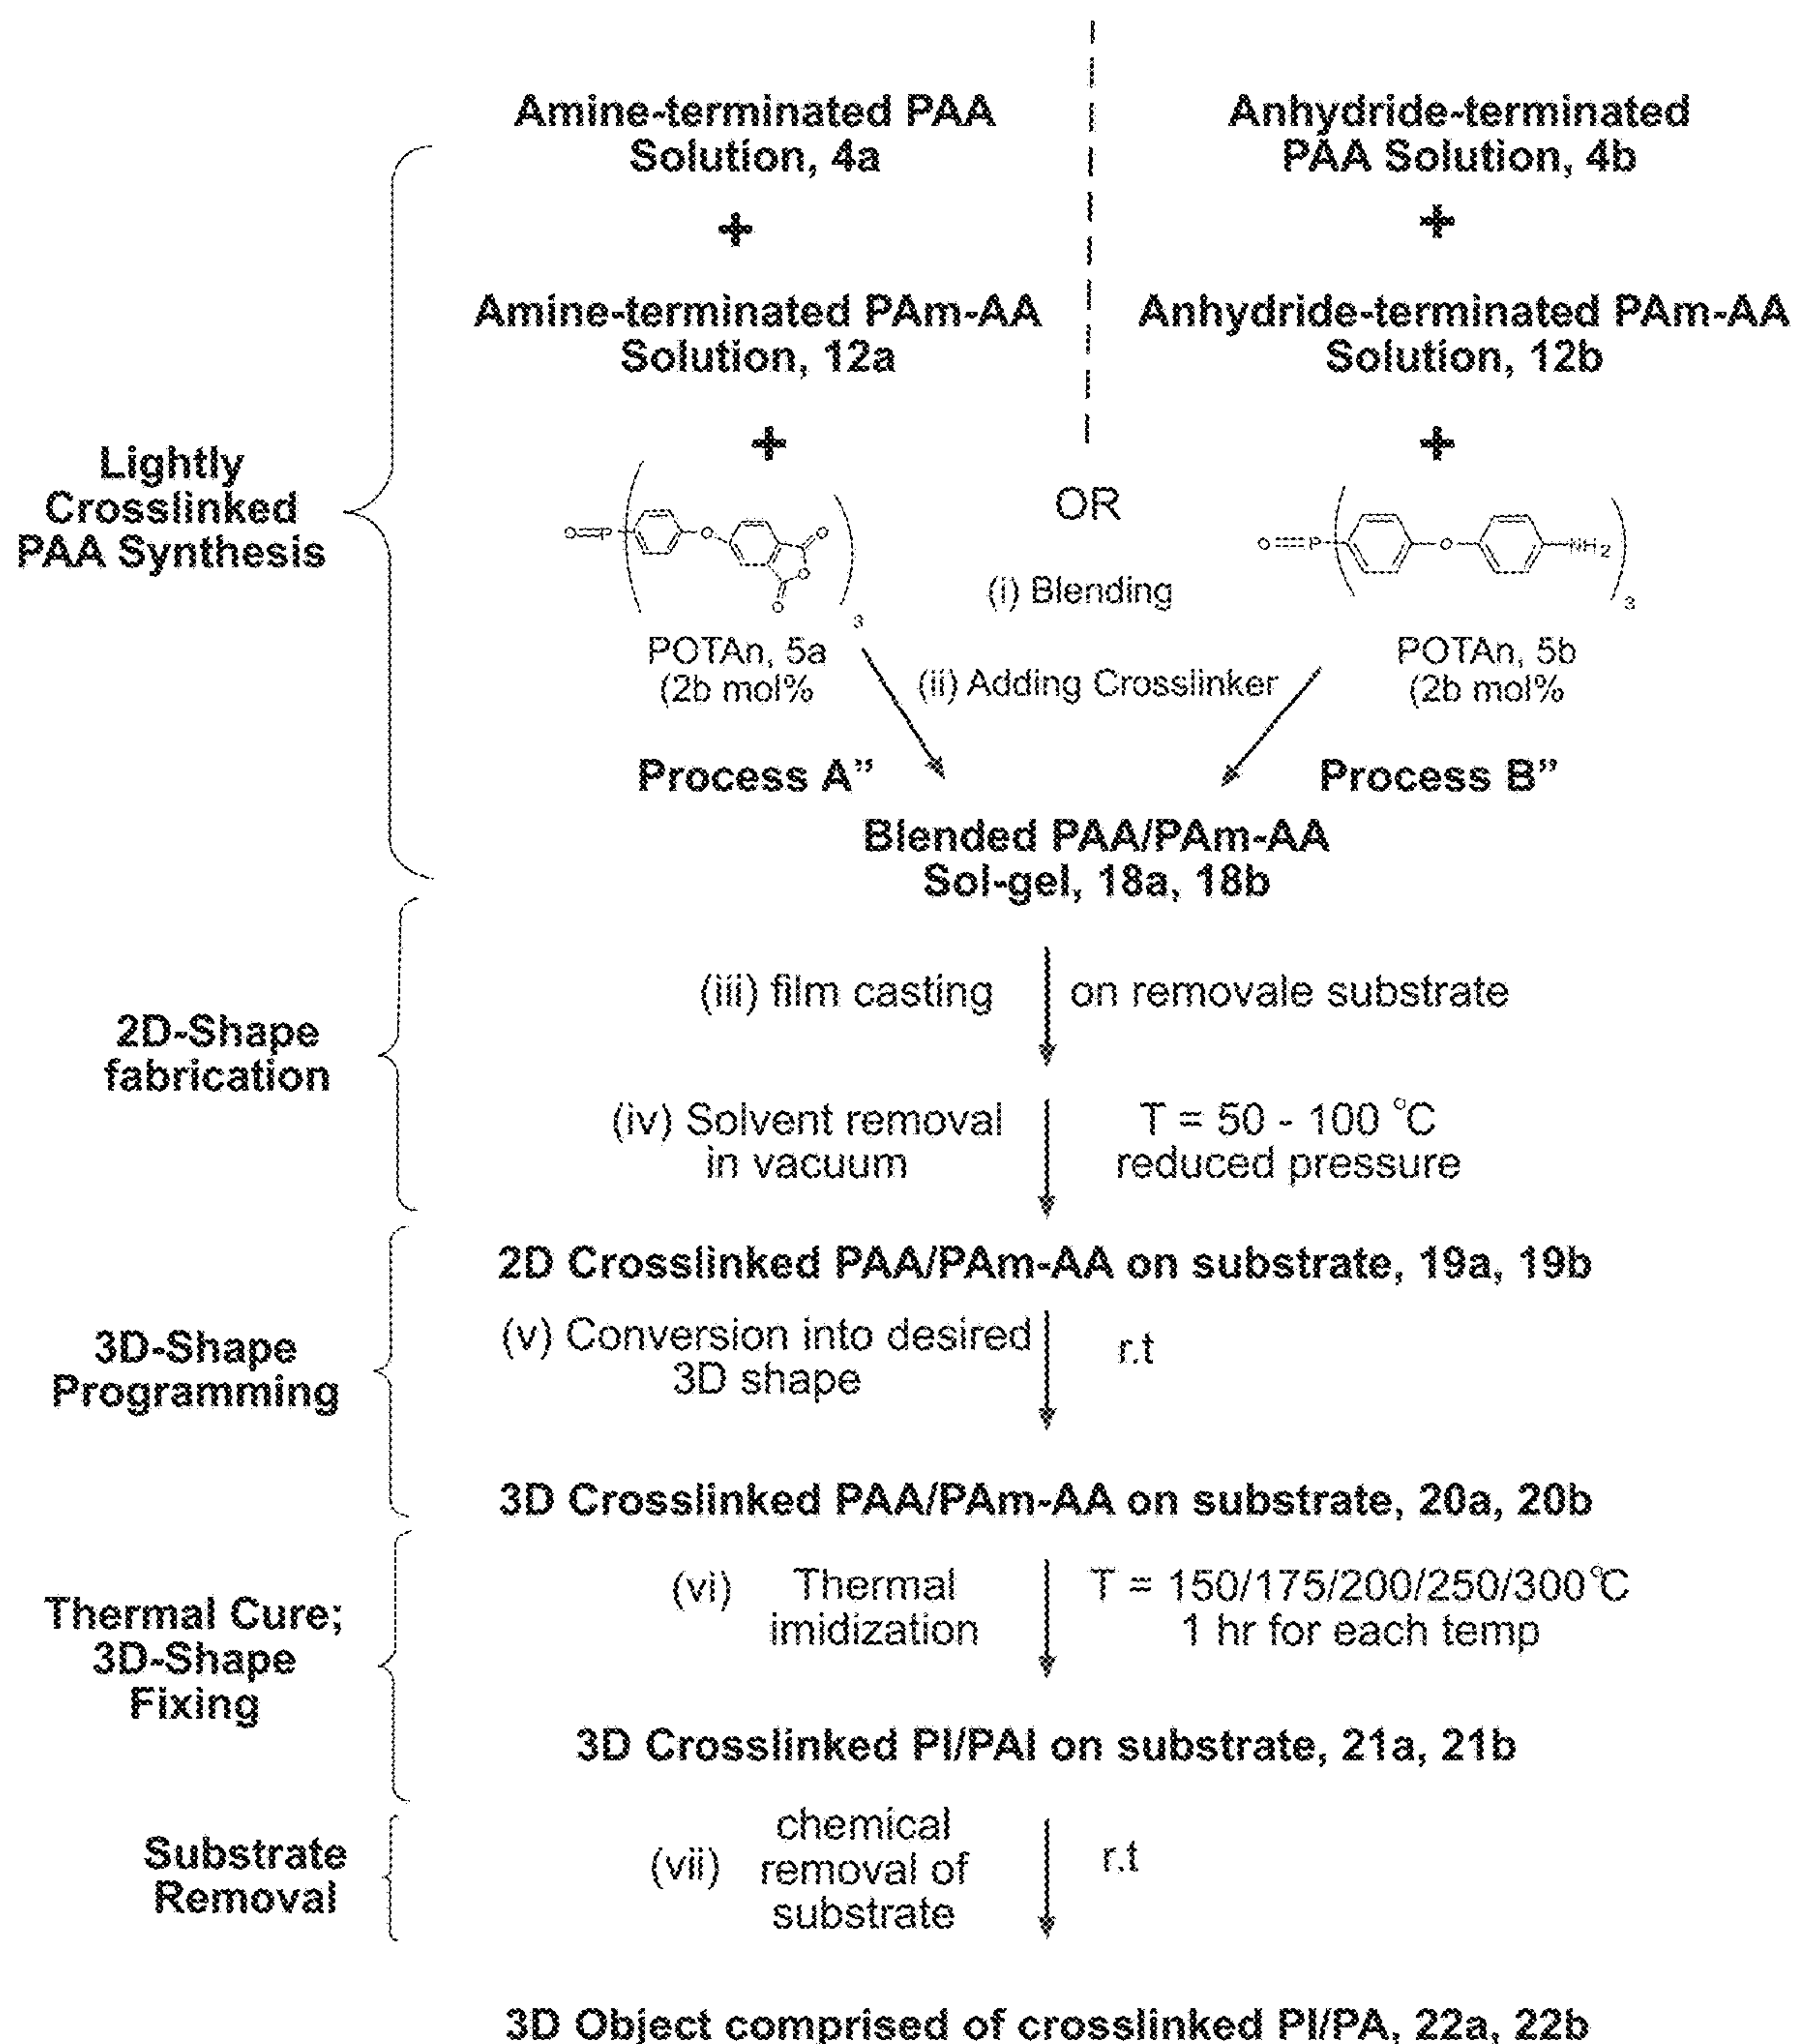 Amine-terminated PAA
Solution, 4a
+
Amine-terminated PAm-AA
Solution, 12a
+
Anhydride-terminated
PAA Solution, 4b
+
Anhydride-terminated PAm-AA
Solution, 12b
+
Lightly
Crosslinked
PAA Synthesis
O P O O O O 3
POTAn, 5a
(2b mol%
OR
(i) Blending
(ii) Adding Crosslinker
O P O NH2 3
POTAn, 5b
(2b mol%
Process A”
Process B”
Blended PAA/PAm-AA
Sol-gel, 18a, 18b
2D-Shape
fabrication
(iii) film casting
on removale substrate
(iv) Solvent removal
in vacuum
T = 50 - 100 °C
reduced pressure
2D Crosslinked PAA/PAm-AA on substrate, 19a, 19b
3D-Shape
Programming
(v) Conversion into desired
3D shape
r.t
3D Crosslinked PAA/PAm-AA on substrate, 20a, 20b
Thermal Cure;
3D-Shape
Fixing
(vi) Thermal
imidization
T = 150/175/200/250/300°C
1 hr for each temp
3D Crosslinked PI/PAI on substrate, 21a, 21b
Substrate
Removal
(vii) chemical
removal of
substrate
r.t
3D Object comprised of crosslinked PI/PA, 22a, 22b